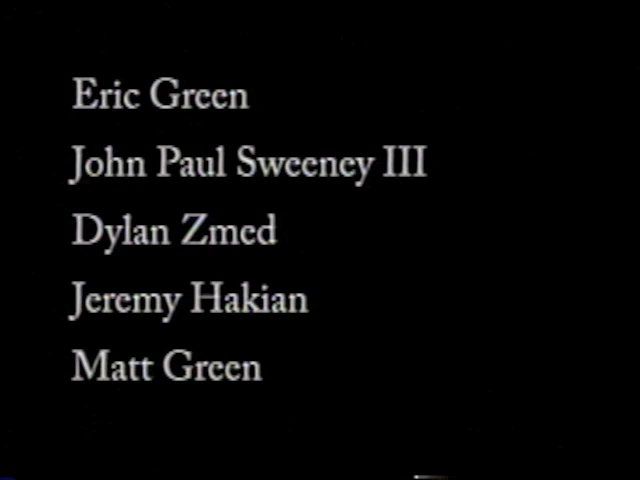 Eric Green
John Paul Sweeney III
Dylan Zmed
Jeremy Hakian
Matt Green